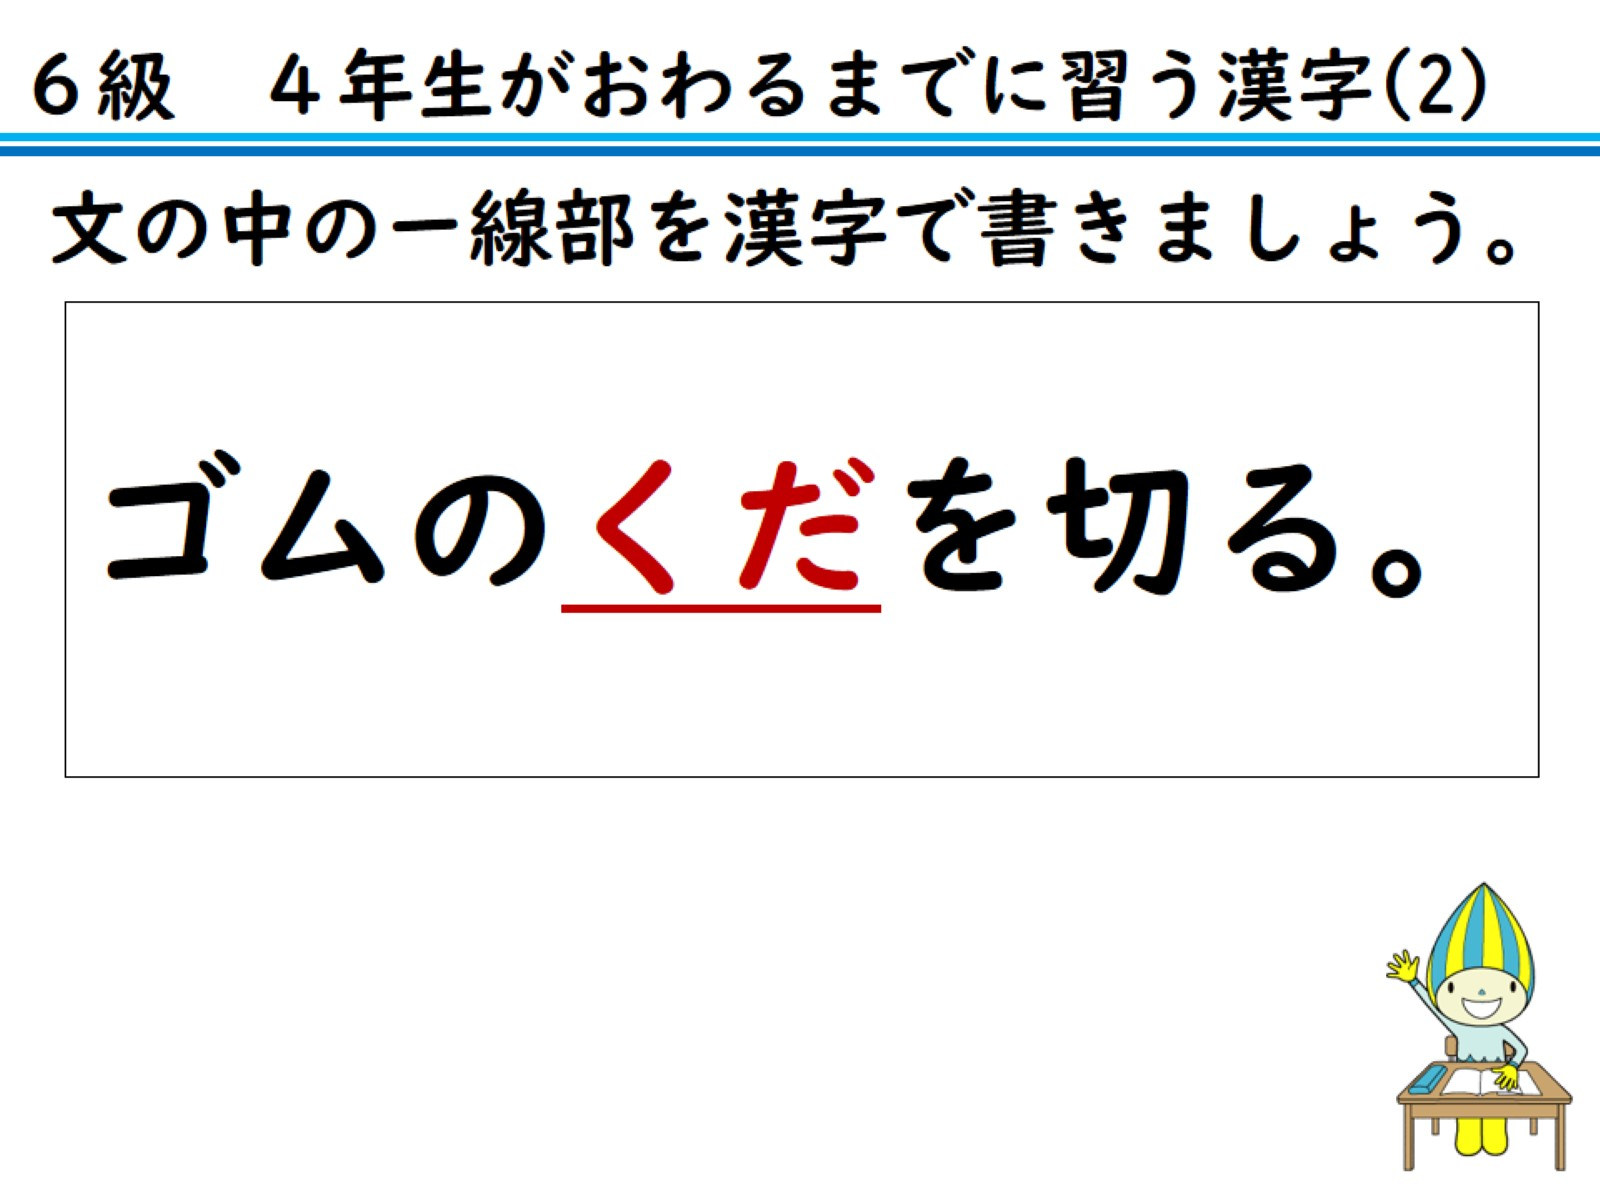 ６級　４年生がおわるまでに習う漢字(2)
文の中の一線部を漢字で書きましょう。
ゴムのくだを切る。